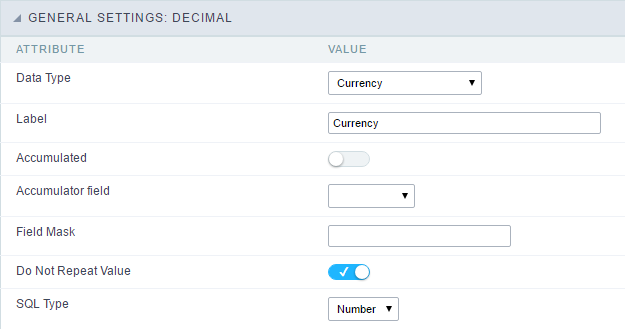 GENERAL SETTINGS: DECIMAL
ATTRIBUTE VALUE
Data Type Currency
Label Currency
Accumulated
Accumulator field
Field Mask
Do Not Repeat Value
SQL Type Number